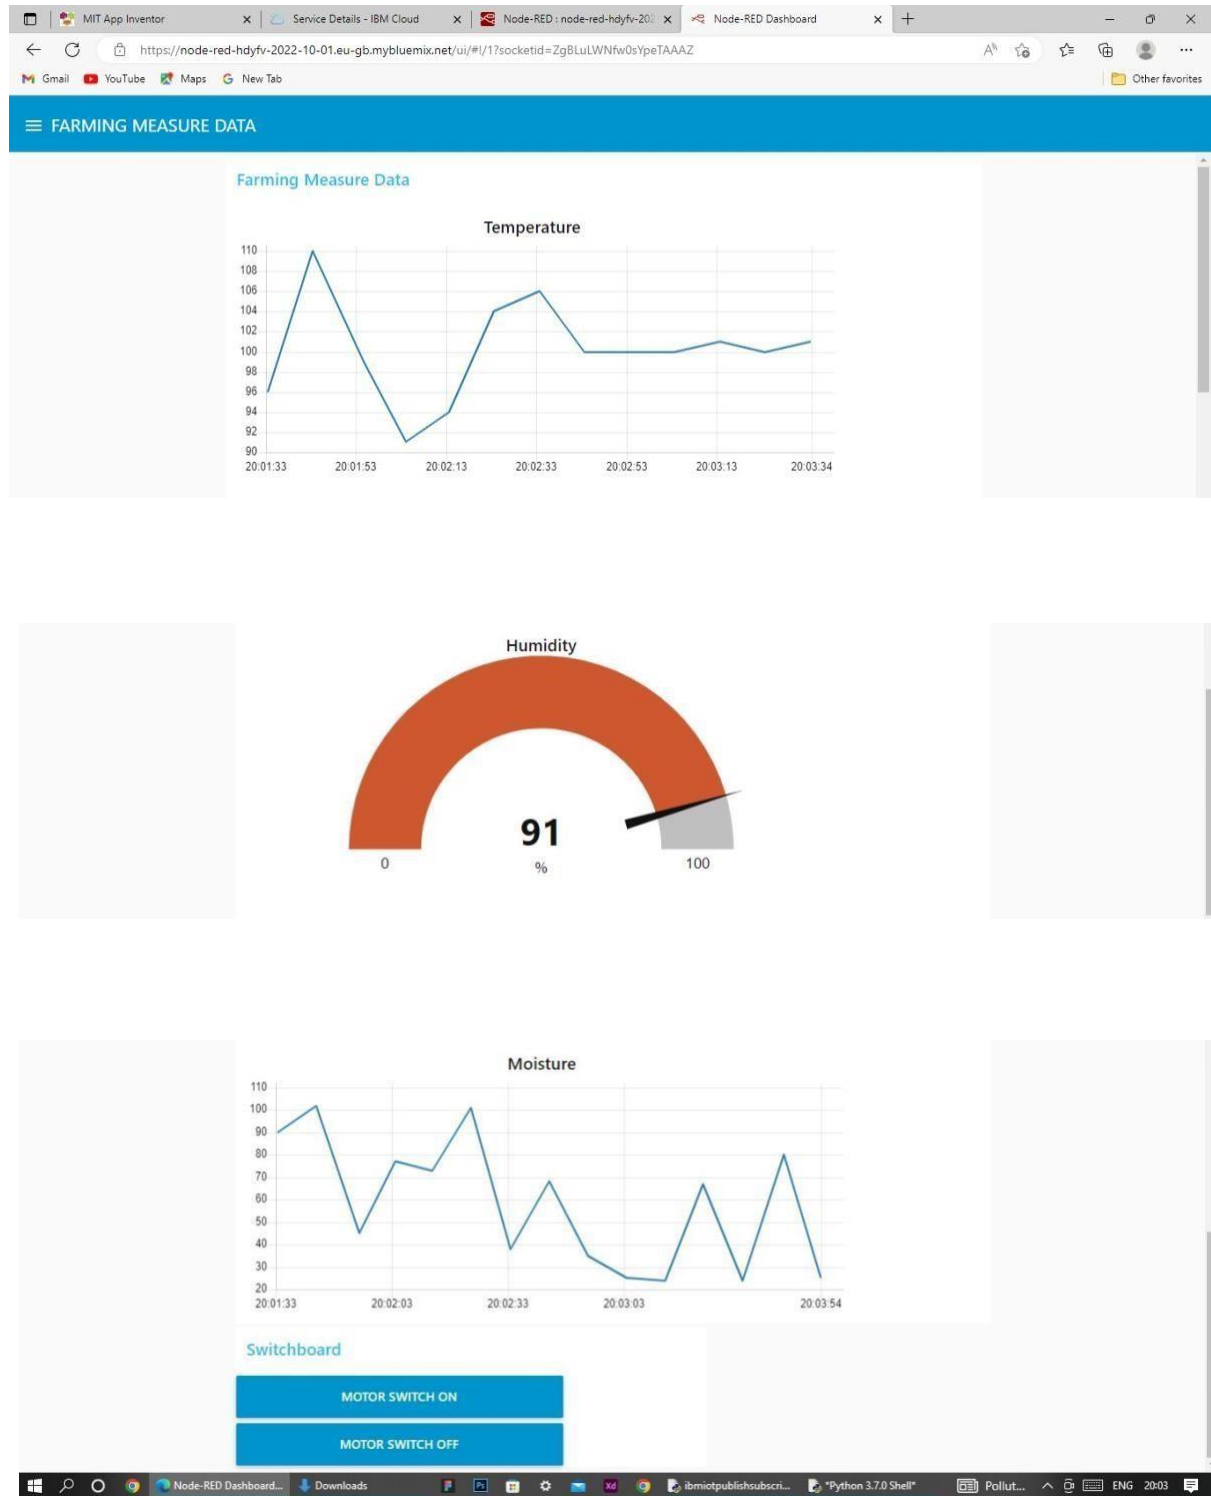 MIT App Inventor
Service Details - IBM Cloud
Node-RED : node-red-hdyfv-202
Node-RED Dashboard
https://node-red-hdyfv-2022-10-01.eu-gb.mybluemix.net/ui/#!/1?socketid=ZgBLuLWNfw0sYpeTAAAZ
Gmail YouTube Maps New Tab Other favorites
FARMING MEASURE DATA
Farming Measure Data
Temperature
110
108
106
104
102
100
98
96
94
92
90
20:01:33 20:01:53 20:02:13 20:02:33 20:02:53 20:03:13 20:03:34
Humidity
91
%
0 100
Moisture
110
100
90
80
70
60
50
40
30
20
20:01:33 20:02:03 20:02:33 20:03:03 20:03:54
Switchboard
MOTOR SWITCH ON
MOTOR SWITCH OFF
Node-RED Dashboard... Downloads Ps Xd ibmiotpublishsubscri... *Python 3.7.0 Shell* Pollut... ENG 20:03